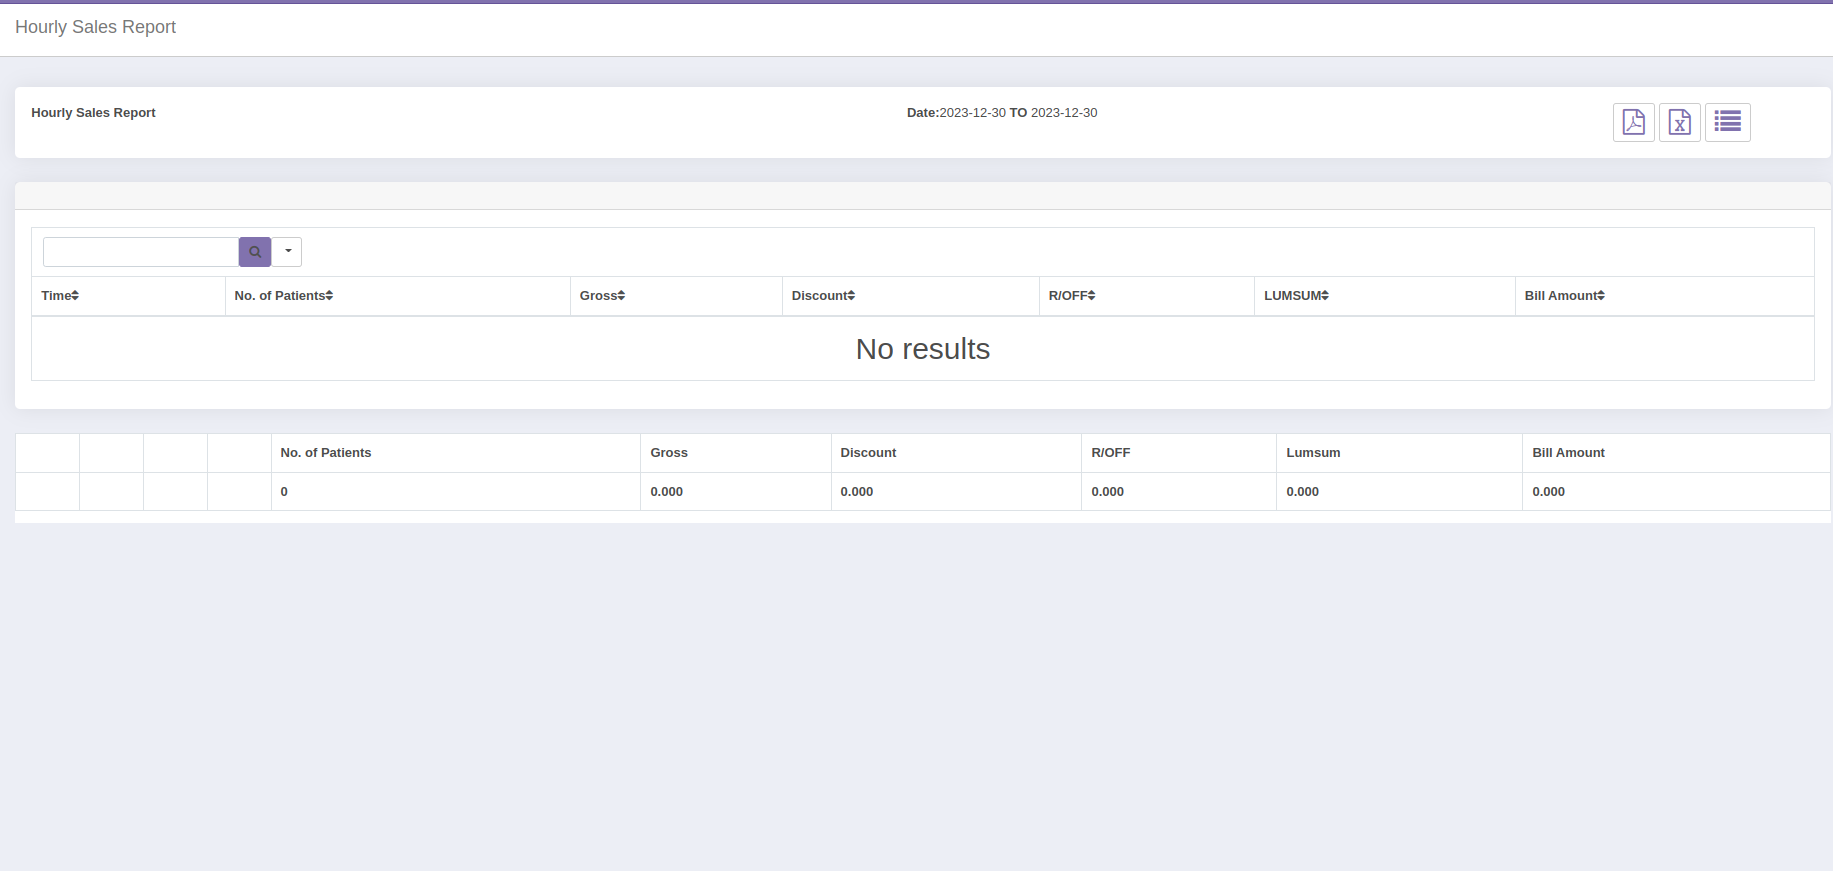 Hourly Sales Report
Hourly Sales Report Date:2023-12-30 TO 2023-12-30
Time No. of Patients Gross Discount R/OFF LUMSUM Bill Amount
No results
No. of Patients Gross Discount R/OFF Lumsum Bill Amount
0 0.000 0.000 0.000 0.000 0.000